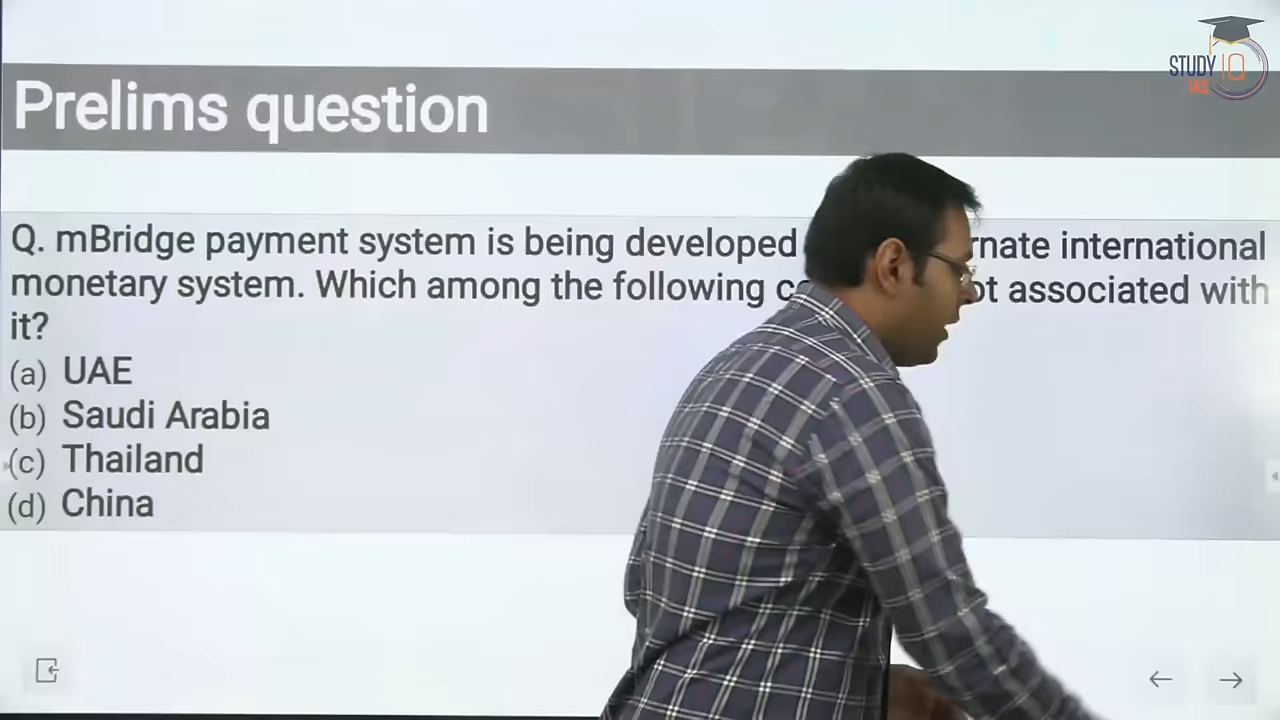 STUDY IQ
IAS
Prelims question
Q. mBridge payment system is being developed rnate international
monetary system. Which among the following ot associated with
it?
(a) UAE
(b) Saudi Arabia
(c) Thailand
(d) China